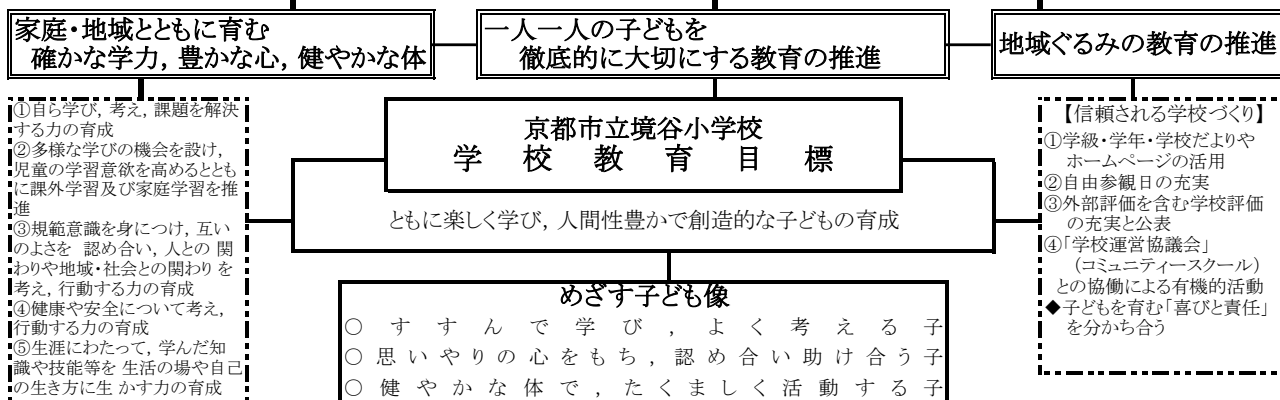 家庭・地域とともに育む
確かな学力, 豊かな心, 健やかな体
一人一人の子どもを
徹底的に大切にする教育の推進
地域ぐるみの教育の推進
①自ら学び, 考え, 課題を解決
する力の育成
②多様な学びの機会を設け,
児童の学習意欲を高めるととも
に課外学習及び家庭学習を推
進
③規範意識を身につけ, 互い
のよさを 認め合い, 人との 関
わりや地域・社会との関わり を
考え, 行動する力の育成
④健康や安全について考え,
行動する力の育成
⑤生涯にわたって, 学んだ知
識や技能等を 生活の場や自己
の生き方に生 かす力の育成
京都市立境谷小学校
学 校 教 育 目 標
ともに楽しく学び, 人間性豊かで創造的な子どもの育成
めざす子ども像
○ す す ん で 学 び , よ く 考 え る 子
○ 思 い や り の 心 を も ち , 認 め 合 い 助 け 合 う 子
○ 健 や か な 体 で , た く ま し く 活 動 す る 子
【信頼される学校づくり】
①学級・学年・学校だよりや
ホームページの活用
②自由参観日の充実
③外部評価を含む学校評価
の充実と公表
④「学校運営協議会」
(コミュニティースクール)
との協働による有機的活動
◆子どもを育む「喜びと責任」
を分かち合う